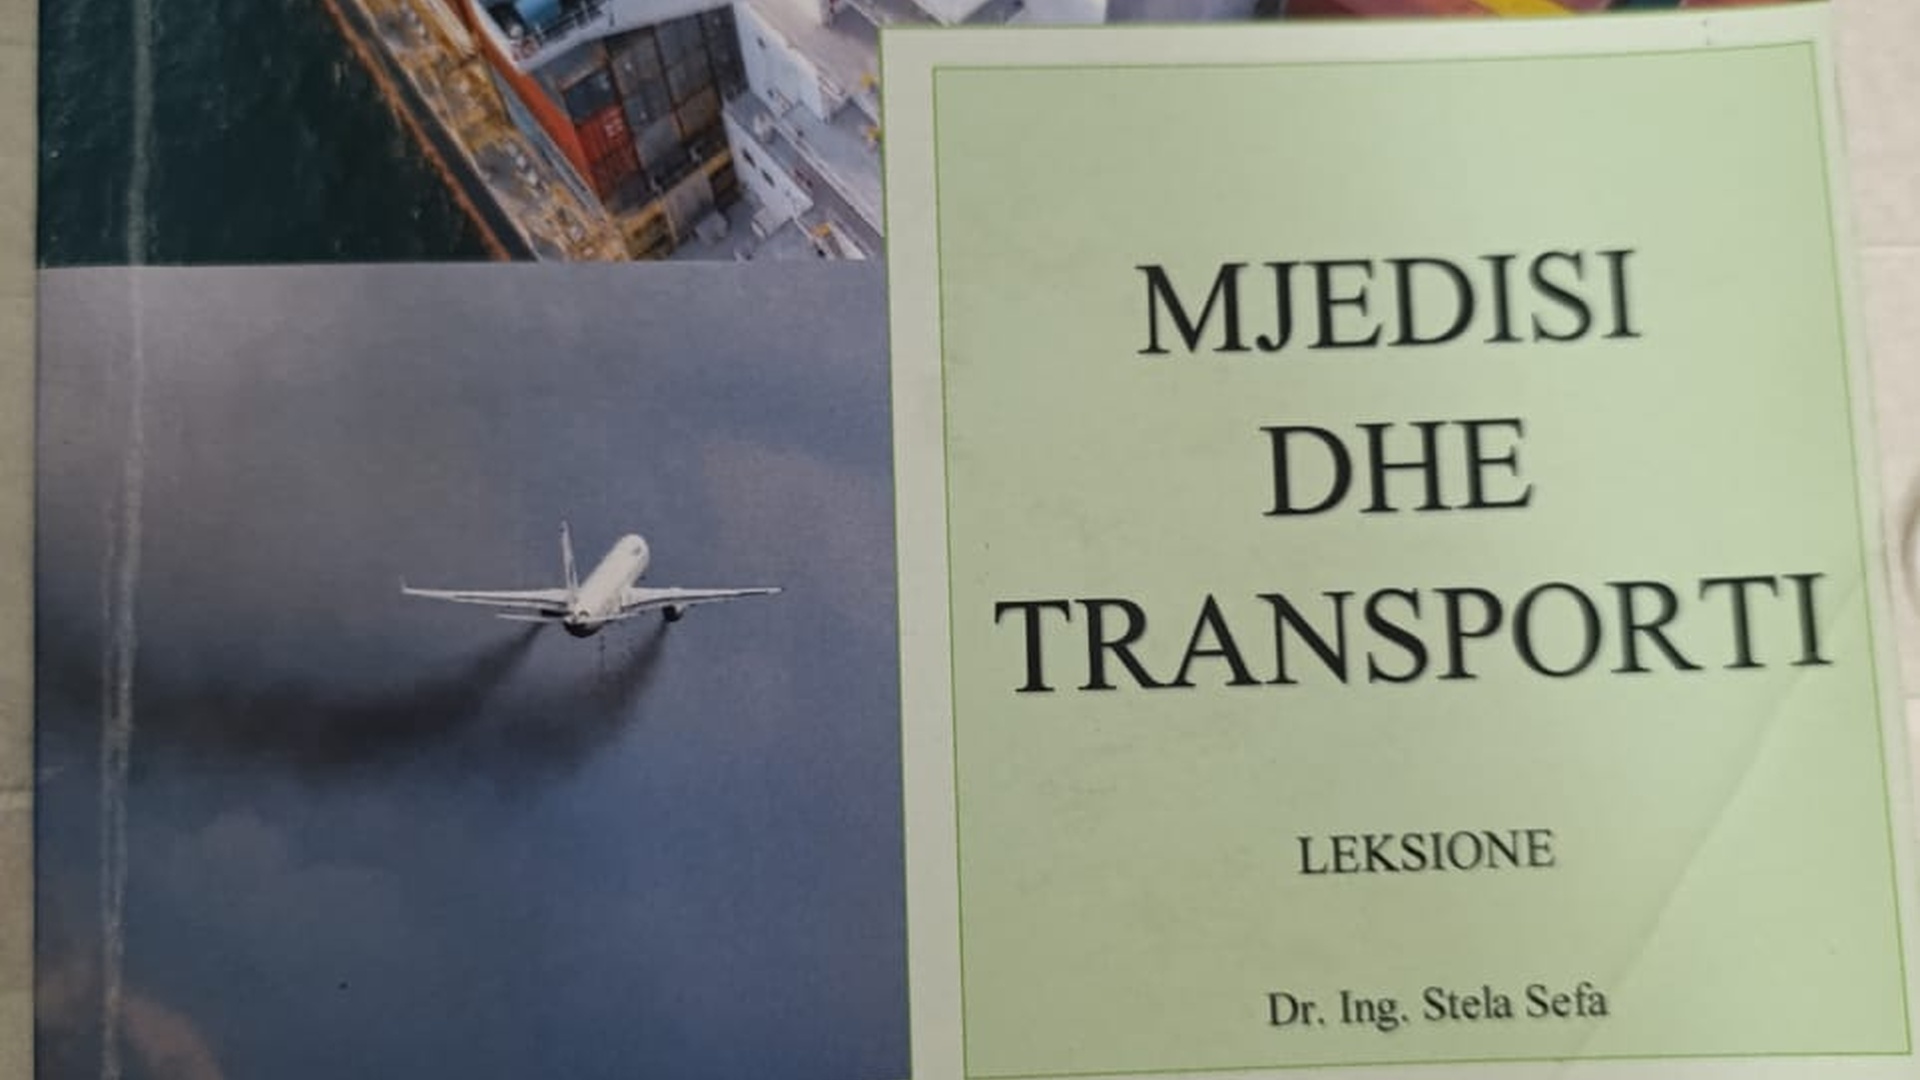 MJEDISI
DHE
TRANSPORTI
LEKSIONE
Dr. Ing. Stela Sefa